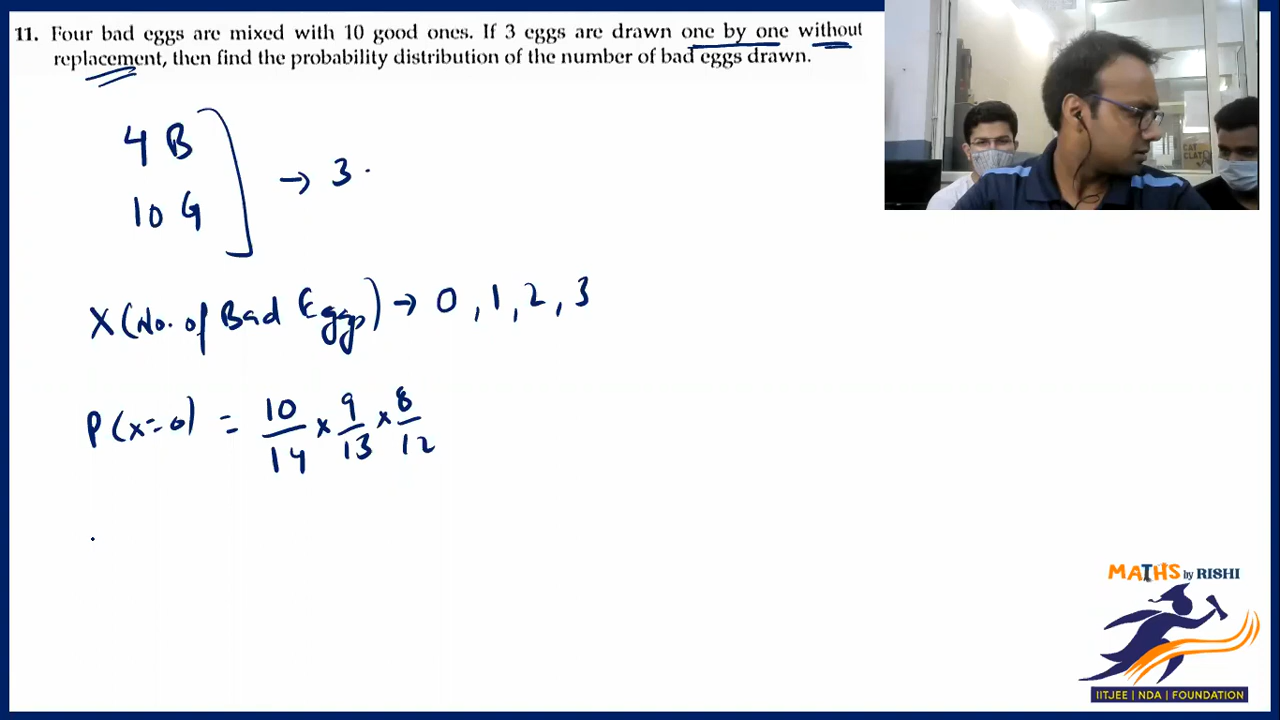 11. Four bad eggs are mixed with 10 good ones. If 3 eggs are drawn one by one without
replacement, then find the probability distribution of the number of bad eggs drawn.
4 B
10 G
→ 3.
X (No. of Bad Eggs) → 0, 1, 2, 3
P(x=0) = 10/14 × 9/13 × 8/12
CAT
CLAT
MATHS by RISHI
IITJEE | NDA | FOUNDATION